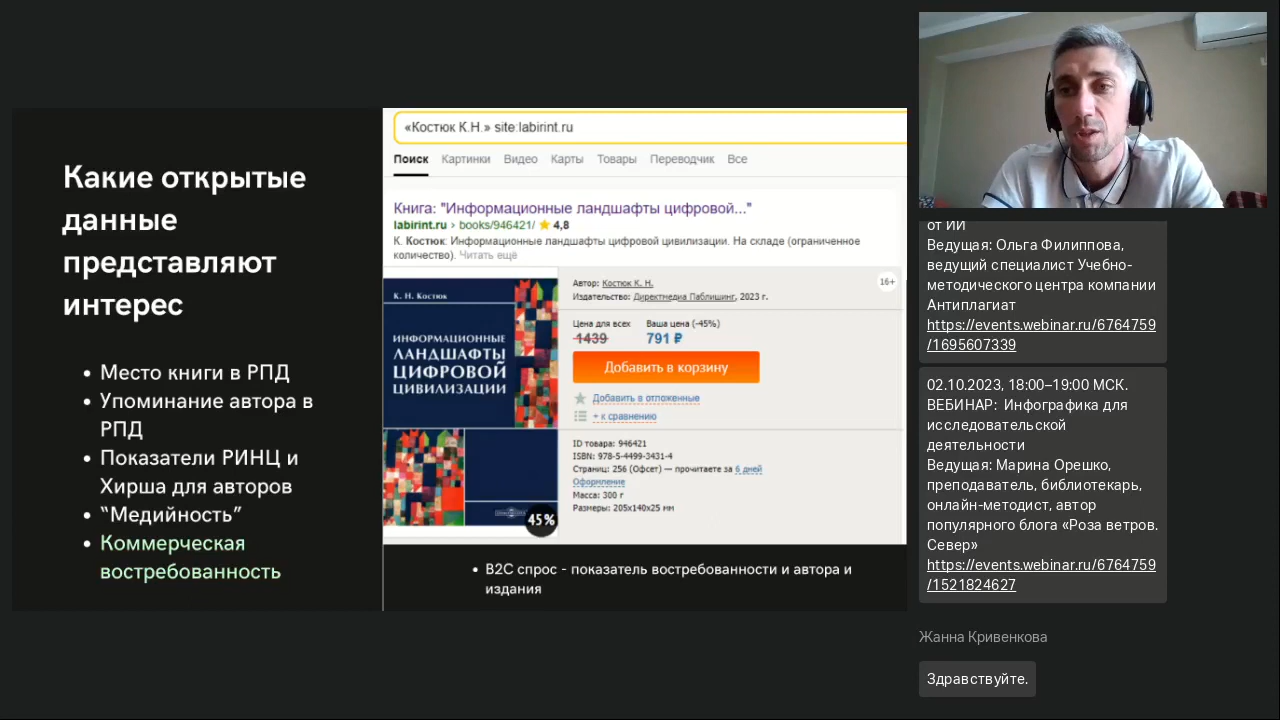 Какие открытые
данные
представляют
интерес
• Место книги в РПД
• Упоминание автора в
РПД
• Показатели РИНЦ и
Хирша для авторов
• “Медийность”
• Коммерческая
востребованность
«Костюк К.Н.» site:labirint.ru
Поиск Картинки Видео Карты Товары Переводчик Все
Книга: "Информационные ландшафты цифровой..."
labirint.ru › books/946421/ 4,8
К. Костюк: Информационные ландшафты цифровой цивилизации. На складе (ограниченное
количество). Читать ещё
К. Н. Костюк
ИНФОРМАЦИОННЫЕ
ЛАНДШАФТЫ
ЦИФРОВОЙ
ЦИВИЛИЗАЦИИ
45%
Автор: Костюк К. Н.
16+
Издательство: Директмедиа Паблишинг, 2023 г.
Цена для всех Ваша цена (-45%)
1439 791 ₽
Добавить в корзину
Добавить в отложенные
+ к сравнению
ID товара: 946421
ISBN: 978-5-4499-3431-4
Страниц: 256 (Офсет) — прочитаете за 6 дней
Оформление
Масса: 300 г
Размеры: 205x140x25 мм
• B2C спрос - показатель востребованности и автора и
издания
от ИИ
Ведущая: Ольга Филиппова,
ведущий специалист Учебно-
методического центра компании
Антиплагиат
https://events.webinar.ru/6764759
/1695607339
02.10.2023, 18:00–19:00 МСК.
ВЕБИНАР: Инфографика для
исследовательской
деятельности
Ведущая: Марина Орешко,
преподаватель, библиотекарь,
онлайн-методист, автор
популярного блога «Роза ветров.
Север»
https://events.webinar.ru/6764759
/1521824627
Жанна Кривенкова
Здравствуйте.